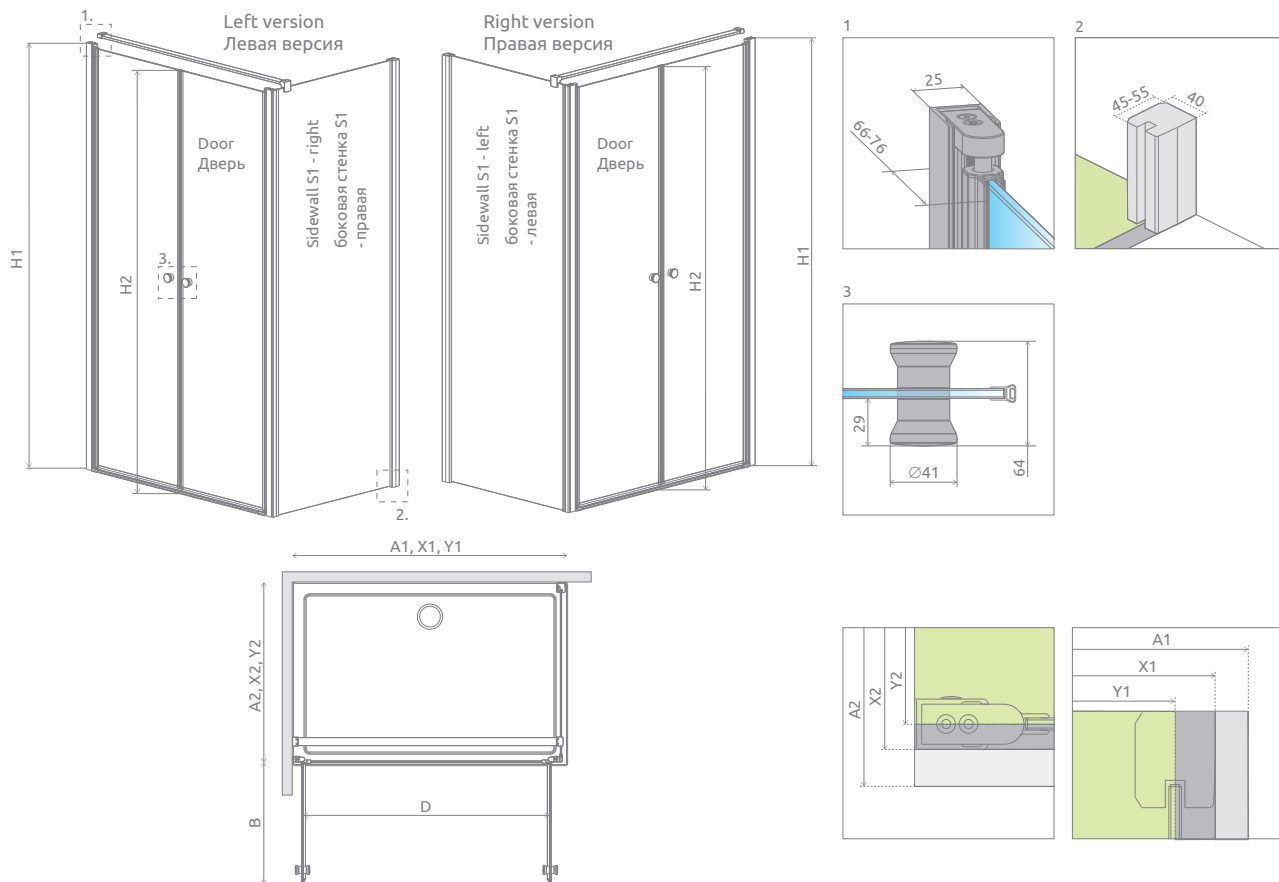 1.
Left version
Левая версия
Right version
Правая версия
H1
H2
Door
Дверь
3.
Sidewall S1 - right
боковая стенка S1
- правая
2.
Sidewall S1 - left
боковая стенка S1
- левая
Door
Дверь
H2
H1
1
25
66-76
2
45-55
40
3
29
Ø41
64
A1, X1, Y1
A2, X2, Y2
B
D
A2
X2
Y2
A1
X1
Y1